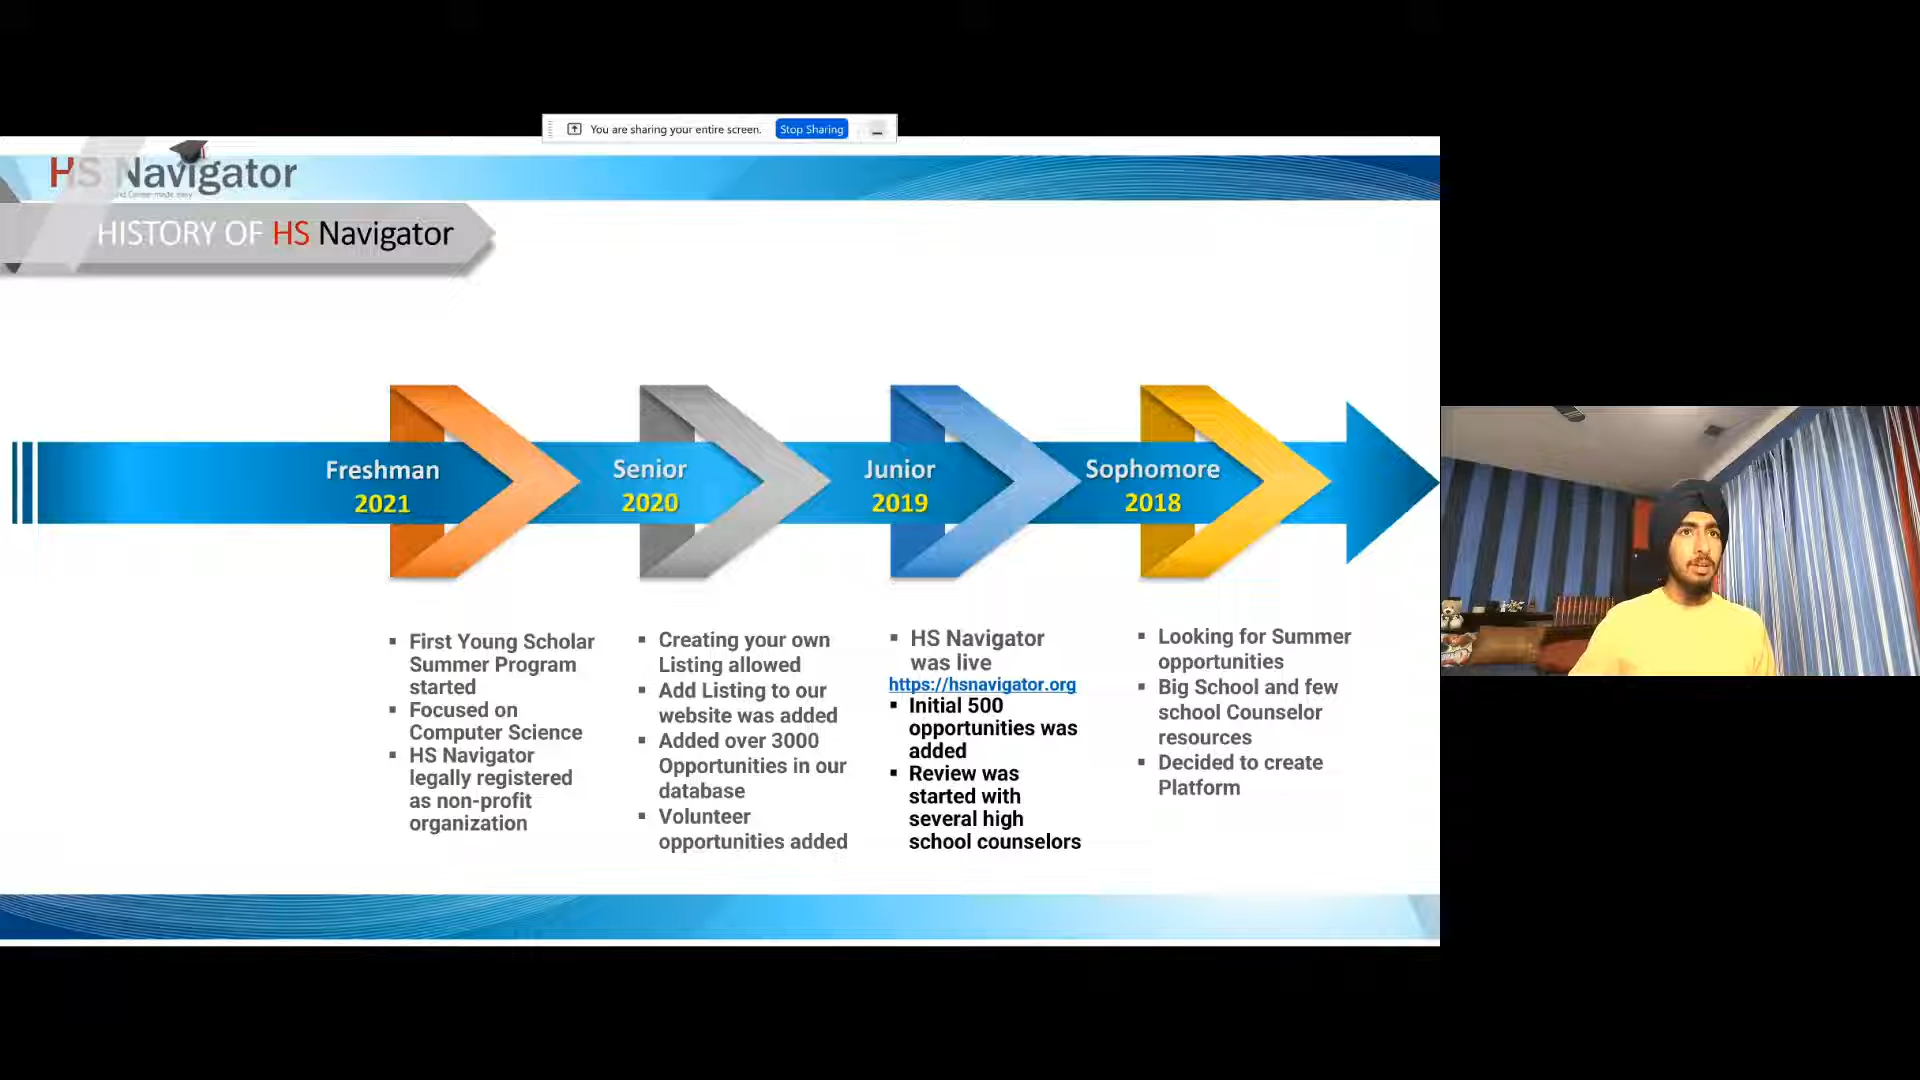 You are sharing your entire screen.
Stop Sharing
HS Navigator
HISTORY OF HS Navigator
Freshman
2021
Senior
2020
Junior
2019
Sophomore
2018
▪ First Young Scholar
Summer Program
started
▪ Focused on
Computer Science
▪ HS Navigator
legally registered
as non-profit
organization
▪ Creating your own
Listing allowed
▪ Add Listing to our
website was added
▪ Added over 3000
Opportunities in our
database
▪ Volunteer
opportunities added
▪ HS Navigator
was live
https://hsnavigator.org
▪ Initial 500
opportunities was
added
▪ Review was
started with
several high
school counselors
▪ Looking for Summer
opportunities
▪ Big School and few
school Counselor
resources
▪ Decided to create
Platform